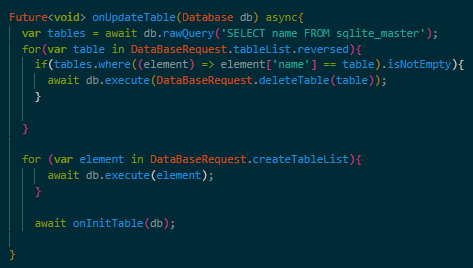 Future<void> onUpdateTable(Database db) async{
  var tables = await db.rawQuery('SELECT name FROM sqlite_master');
  for(var table in DataBaseRequest.tableList.reversed){
    if(tables.where((element) => element['name'] == table).isNotEmpty){
      await db.execute(DataBaseRequest.deleteTable(table));
    }
  }
  for (var element in DataBaseRequest.createTableList){
      await db.execute(element);
    }
    await onInitTable(db);
}